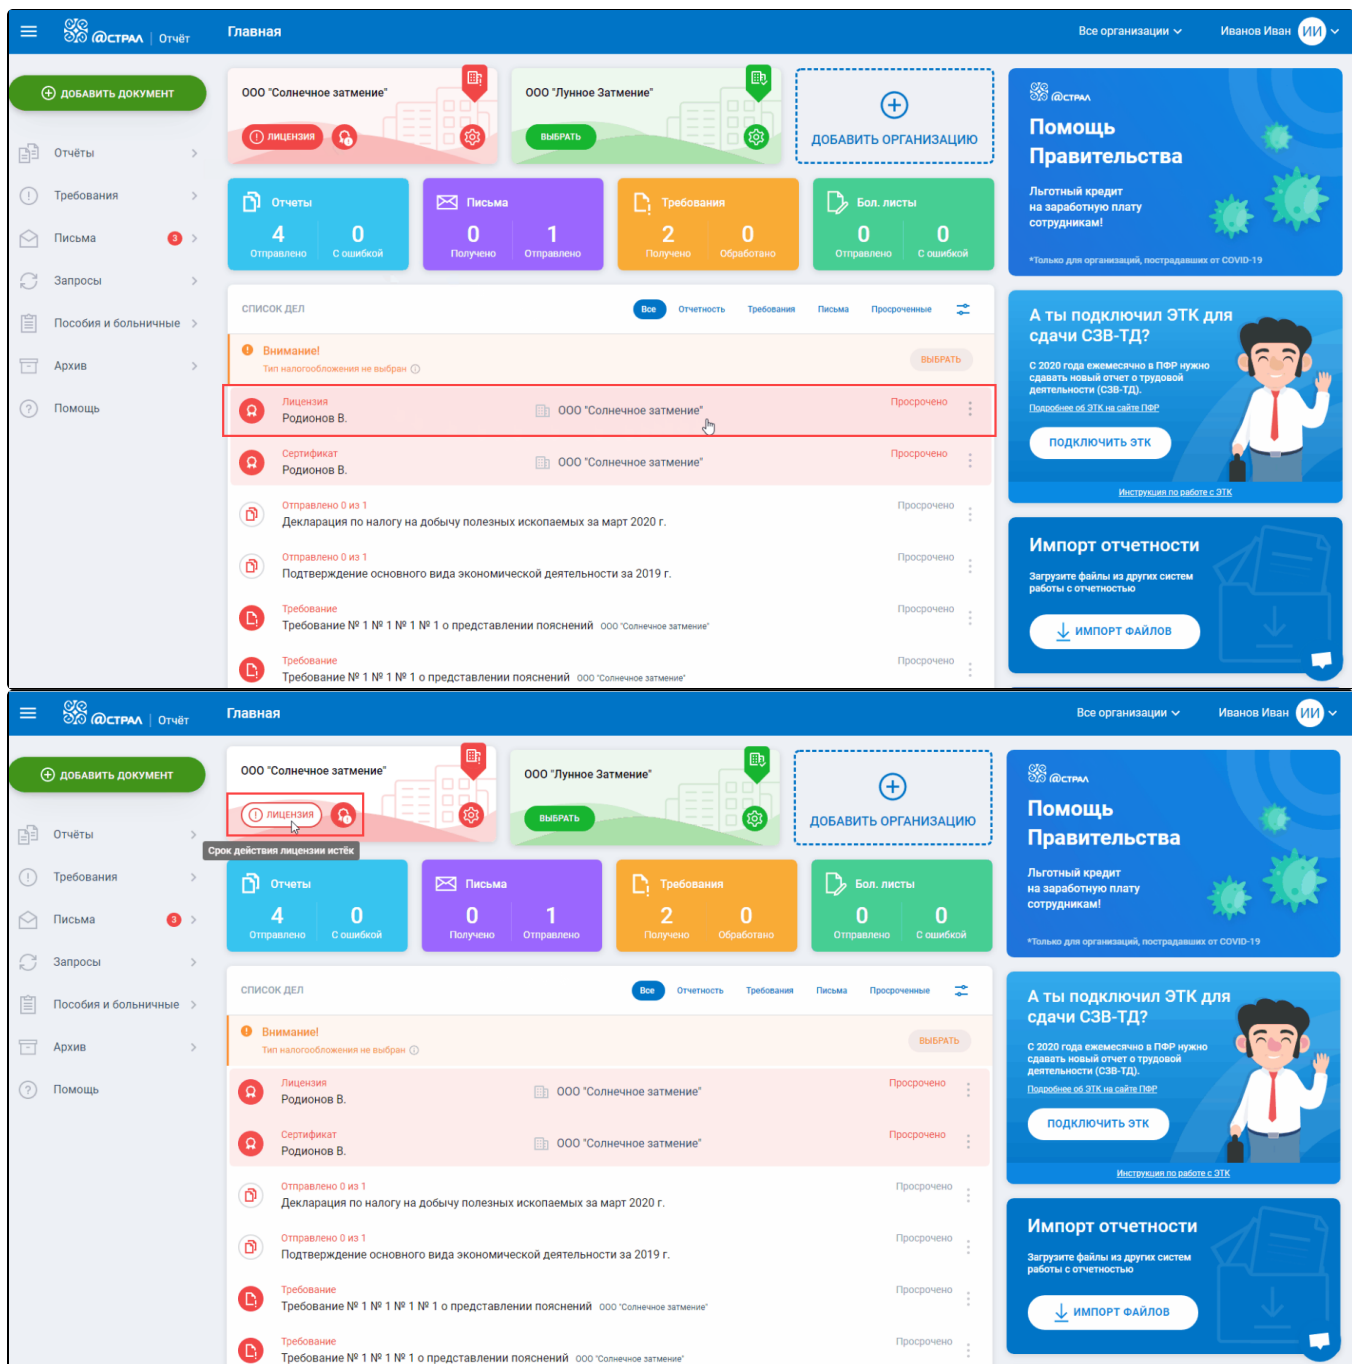 @СТРАЛ | Отчёт
Главная
Все организации
Иванов Иван
ИИ
ДОБАВИТЬ ДОКУМЕНТ
Отчёты
Требования
Письма
3
Запросы
Пособия и больничные
Архив
Помощь
ООО "Солнечное затмение"
ЛИЦЕНЗИЯ
ООО "Лунное Затмение"
ВЫБРАТЬ
ДОБАВИТЬ ОРГАНИЗАЦИЮ
Отчеты
4 0
Отправлено С ошибкой
Письма
0 1
Получено Отправлено
Требования
2 0
Получено Обработано
Бол. листы
0 0
Отправлено С ошибкой
СПИСОК ДЕЛ
Все Отчетность Требования Письма Просроченные
Внимание!
Тип налогообложения не выбран
ВЫБРАТЬ
Лицензия
Родионов В.
ООО "Солнечное затмение"
Просрочено
Сертификат
Родионов В.
ООО "Солнечное затмение"
Просрочено
Отправлено 0 из 1
Декларация по налогу на добычу полезных ископаемых за март 2020 г.
Просрочено
Отправлено 0 из 1
Подтверждение основного вида экономической деятельности за 2019 г.
Просрочено
Требование
Требование № 1 № 1 № 1 № 1 о представлении пояснений ООО "Солнечное затмение"
Просрочено
Требование
Требование № 1 № 1 № 1 о представлении пояснений ООО "Солнечное затмение"
Просрочено
@СТРАЛ
Помощь
Правительства
Льготный кредит
на заработную плату
сотрудникам!
*Только для организаций, пострадавших от COVID-19
А ты подключил ЭТК для
сдачи СЗВ-ТД?
С 2020 года ежемесячно в ПФР нужно
сдавать новый отчет о трудовой
деятельности (СЗВ-ТД).
Подробнее об ЭТК на сайте ПФР
ПОДКЛЮЧИТЬ ЭТК
Инструкция по работе с ЭТК
Импорт отчетности
Загрузите файлы из других систем
работы с отчетностью
ИМПОРТ ФАЙЛОВ
@СТРАЛ | Отчёт
Главная
Все организации
Иванов Иван
ИИ
ДОБАВИТЬ ДОКУМЕНТ
Отчёты
Требования
Письма
3
Запросы
Пособия и больничные
Архив
Помощь
ООО "Солнечное затмение"
ЛИЦЕНЗИЯ
Срок действия лицензии истёк
ООО "Лунное Затмение"
ВЫБРАТЬ
ДОБАВИТЬ ОРГАНИЗАЦИЮ
Отчеты
4 0
Отправлено С ошибкой
Письма
0 1
Получено Отправлено
Требования
2 0
Получено Обработано
Бол. листы
0 0
Отправлено С ошибкой
СПИСОК ДЕЛ
Все Отчетность Требования Письма Просроченные
Внимание!
Тип налогообложения не выбран
ВЫБРАТЬ
Лицензия
Родионов В.
ООО "Солнечное затмение"
Просрочено
Сертификат
Родионов В.
ООО "Солнечное затмение"
Просрочено
Отправлено 0 из 1
Декларация по налогу на добычу полезных ископаемых за март 2020 г.
Просрочено
Отправлено 0 из 1
Подтверждение основного вида экономической деятельности за 2019 г.
Просрочено
Требование
Требование № 1 № 1 № 1 № 1 о представлении пояснений ООО "Солнечное затмение"
Просрочено
Требование
Требование № 1 № 1 № 1 о представлении пояснений ООО "Солнечное затмение"
Просрочено
@СТРАЛ
Помощь
Правительства
Льготный кредит
на заработную плату
сотрудникам!
*Только для организаций, пострадавших от COVID-19
А ты подключил ЭТК для
сдачи СЗВ-ТД?
С 2020 года ежемесячно в ПФР нужно
сдавать новый отчет о трудовой
деятельности (СЗВ-ТД).
Подробнее об ЭТК на сайте ПФР
ПОДКЛЮЧИТЬ ЭТК
Инструкция по работе с ЭТК
Импорт отчетности
Загрузите файлы из других систем
работы с отчетностью
ИМПОРТ ФАЙЛОВ